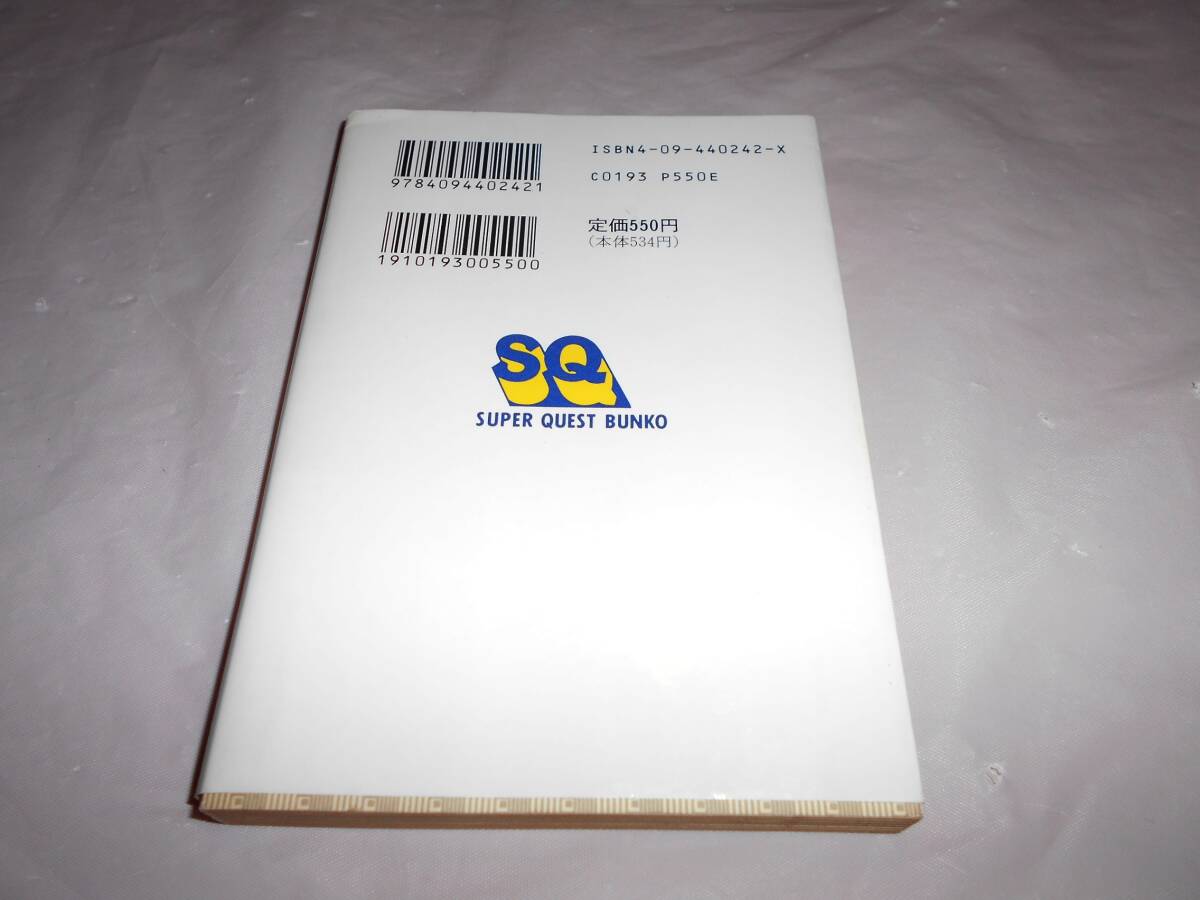 ISBN4-09-440242-X
9784094402421
C0193 P550E
定価550円
(本体534円)
1910193005500
SQ
SUPER QUEST BUNKO